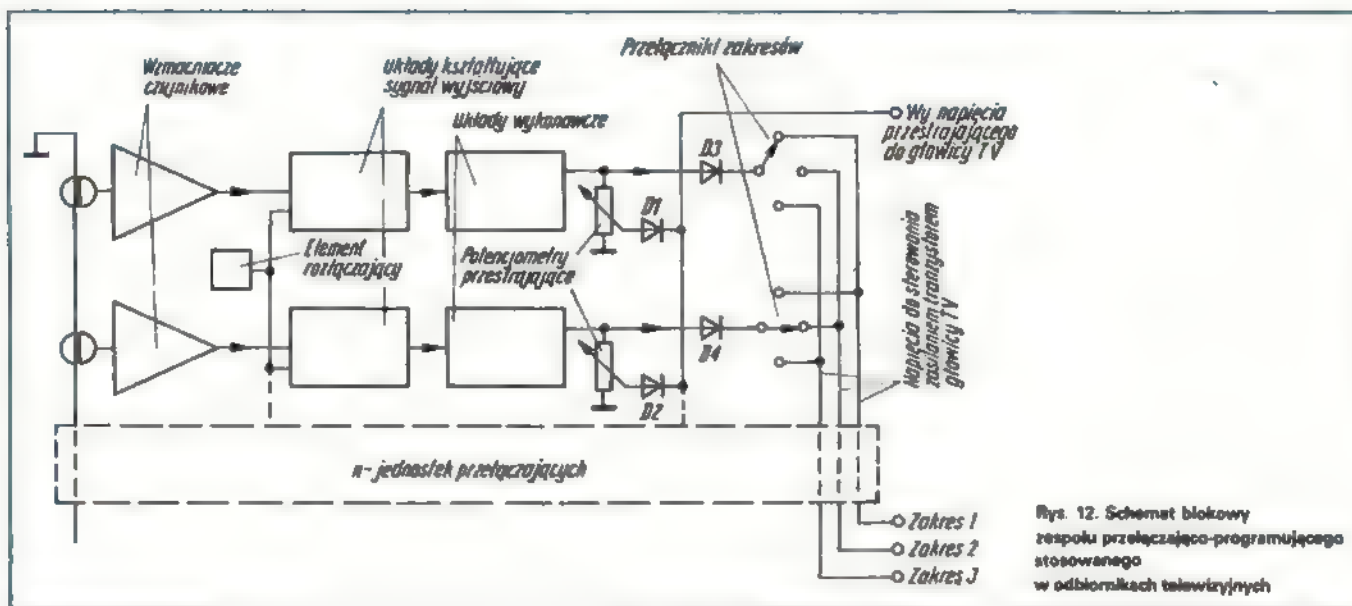 Wzmacniacze
czujnikowe
Układy kształtujące
sygnał wyjściowy
Układy wykonawcze
Przełączniki zakresów
Wy napięcia
przestrajającego
do głowicy TV
D3
D1
Element
rozłączający
Potencjometry
przestrajające
D4
D2
Napięcia do sterowania
zasilaniem tranzystorów
głowicy TV
n- jednostek przełączających
Zakres 1
Zakres 2
Zakres 3
Rys. 12. Schemat blokowy
zespołu przełączająco-programującego
stosowanego
w odbiornikach telewizyjnych